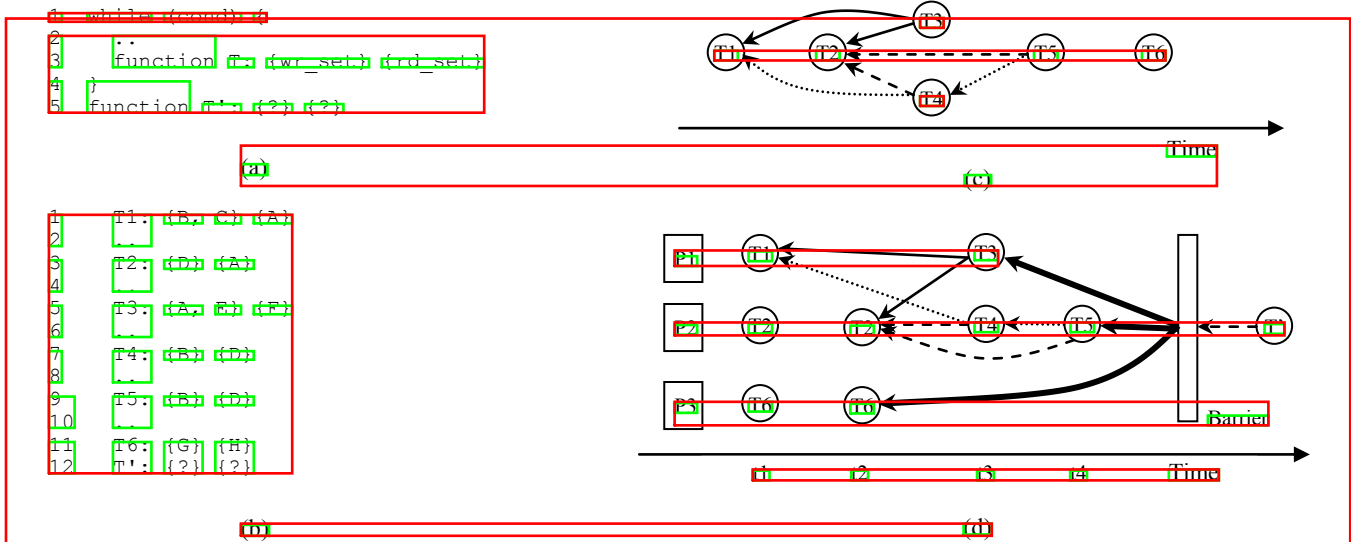 1  while (cond) {
2    ..
3    function T: {wr_set} {rd_set}
4  }
5  function T': {?} {?}
(a)
T3
T1 T2 T5 T6
T4
Time
(c)
1    T1: {B, C} {A}
2    ..
3    T2: {D} {A}
4    ..
5    T3: {A, E} {F}
6    ..
7    T4: {B} {D}
8    ..
9    T5: {B} {D}
10   ..
11   T6: {G} {H}
12   T': {?} {?}
(b)
P1 T1 T3
P2 T2 T2 T4 T5 T'
P3 T6 T6
Barrier
t1 t2 t3 t4 Time
(d)